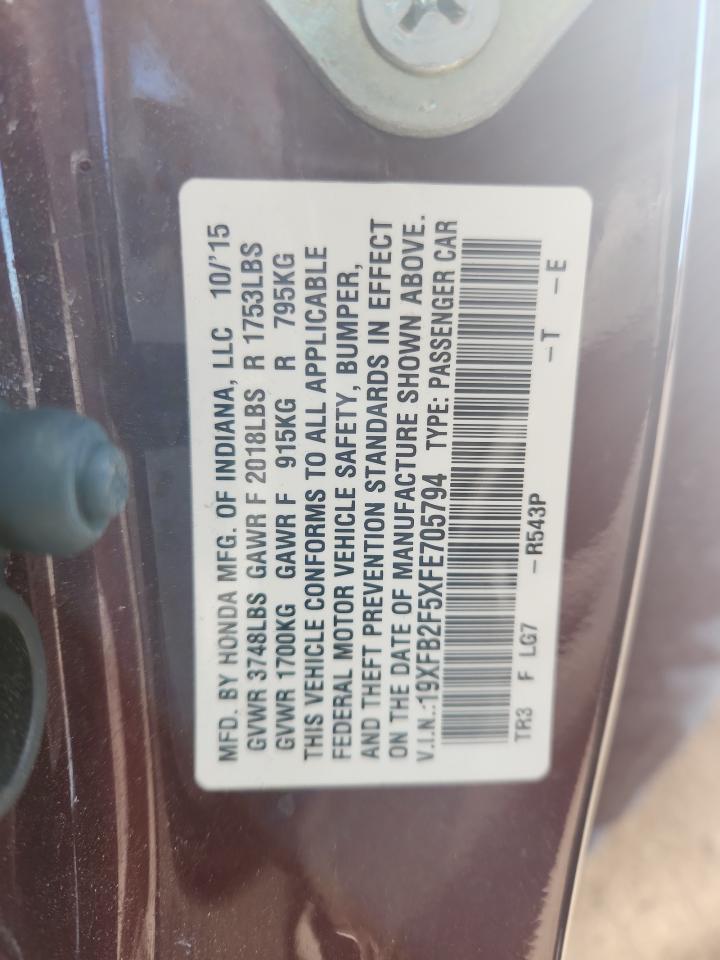 MFD. BY HONDA MFG. OF INDIANA, LLC 10/'15
GVWR 3748LBS GAWR F 2018LBS R 1753LBS
GVWR 1700KG GAWR F 915KG R 795KG
THIS VEHICLE CONFORMS TO ALL APPLICABLE
FEDERAL MOTOR VEHICLE SAFETY, BUMPER,
AND THEFT PREVENTION STANDARDS IN EFFECT
ON THE DATE OF MANUFACTURE SHOWN ABOVE.
V.I.N.:19XFB2F5XFE705794 TYPE: PASSENGER CAR
TR3 F LG7 –R543P –T –E